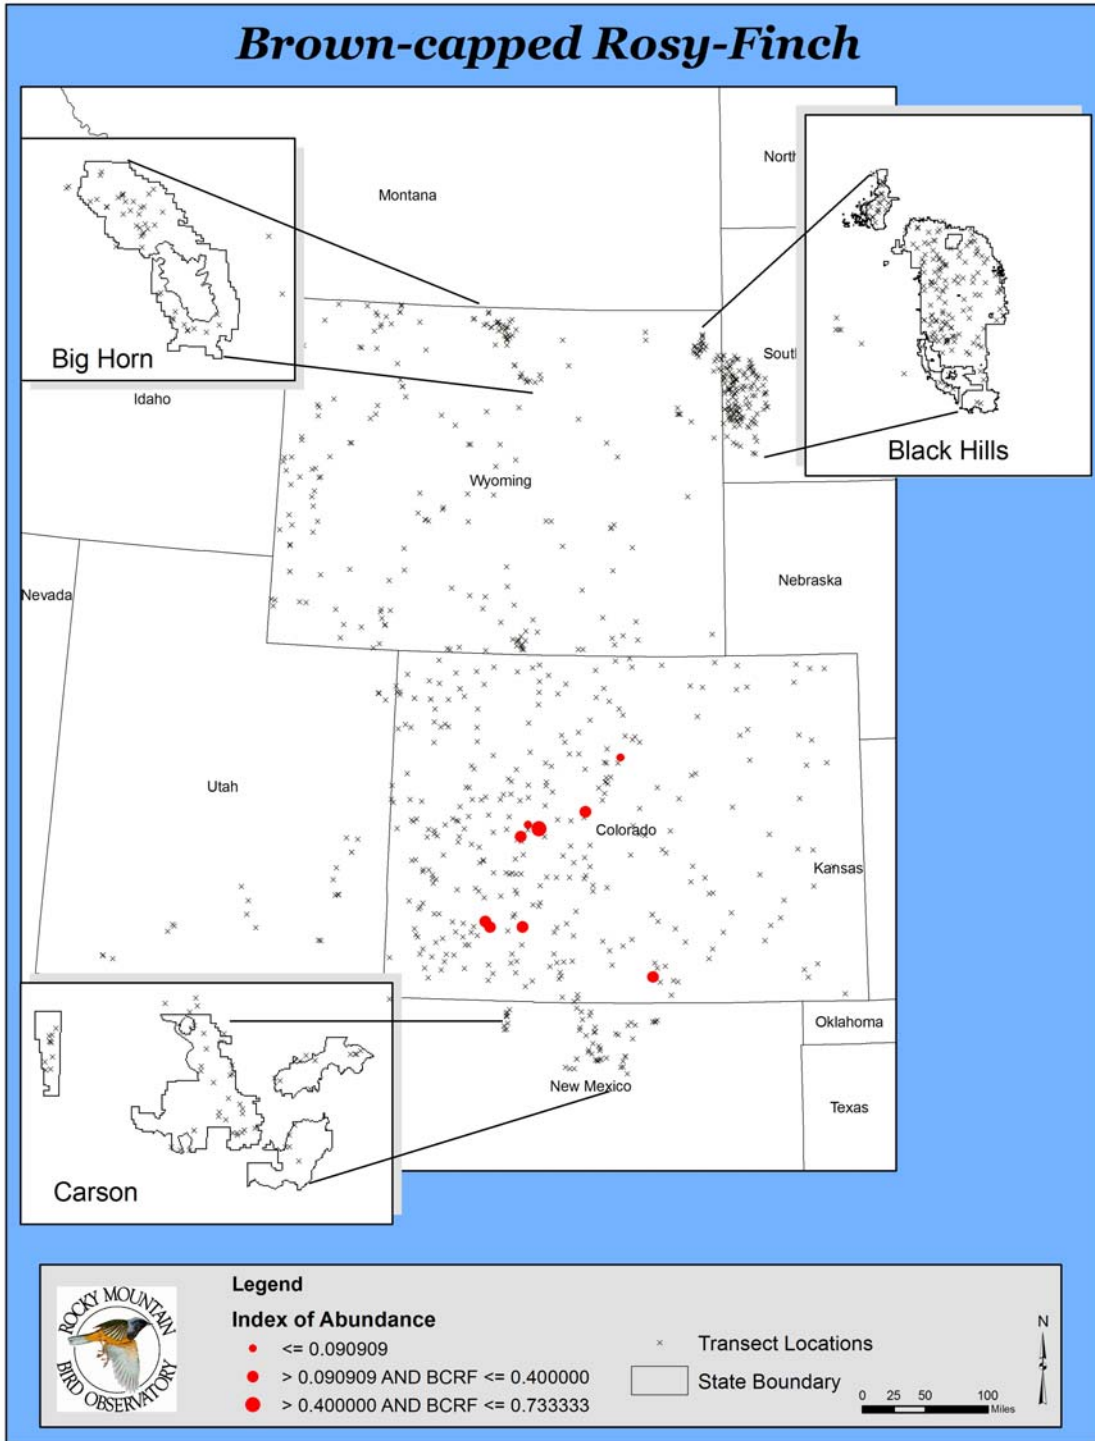 Brown-capped Rosy-Finch
Montana
North
Big Horn
Idaho
South
Black Hills
Wyoming
Nevada
Nebraska
Utah
Colorado
Kansas
Oklahoma
New Mexico
Texas
Carson
ROCKY MOUNTAIN
BIRD OBSERVATORY
Legend
Index of Abundance
<= 0.090909
> 0.090909 AND BCRF <= 0.400000
> 0.400000 AND BCRF <= 0.733333
Transect Locations
State Boundary
N
0 25 50 100
Miles